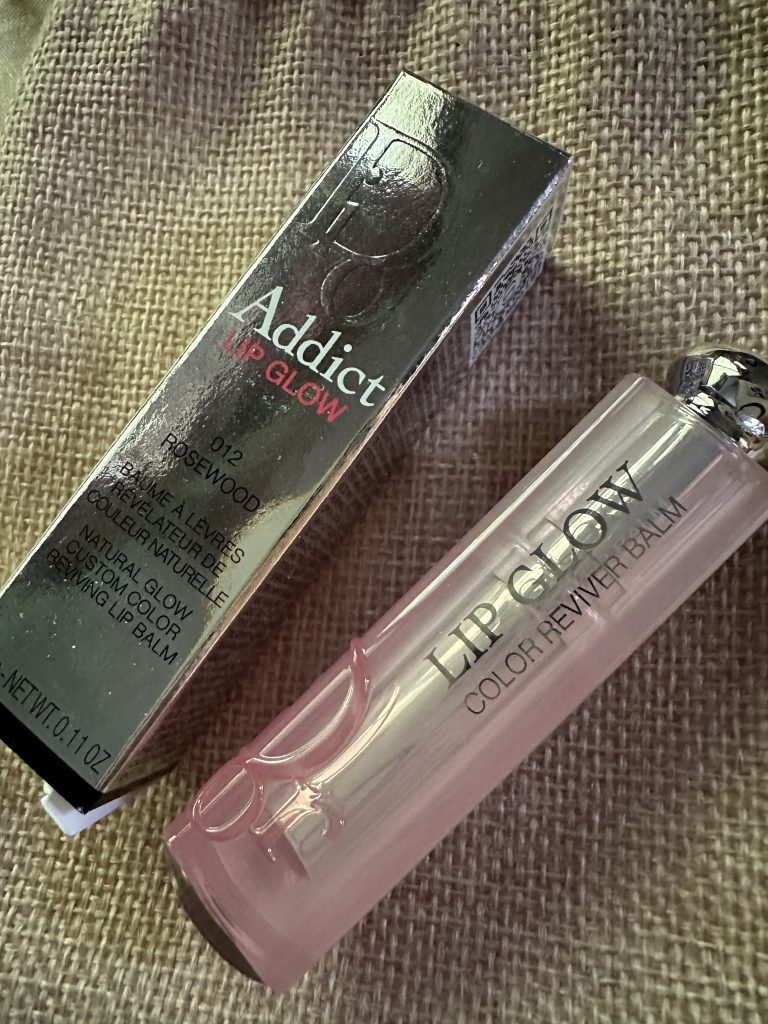 Dior
Addict
LIP GLOW
012
ROSEWOOD
BAUME À LÈVRES
RÉVÉLATEUR DE
COULEUR NATURELLE
NATURAL GLOW
CUSTOM COLOR
REVIVING LIP BALM
NET WT. 0.11 OZ
LIP GLOW
COLOR REVIVER BALM